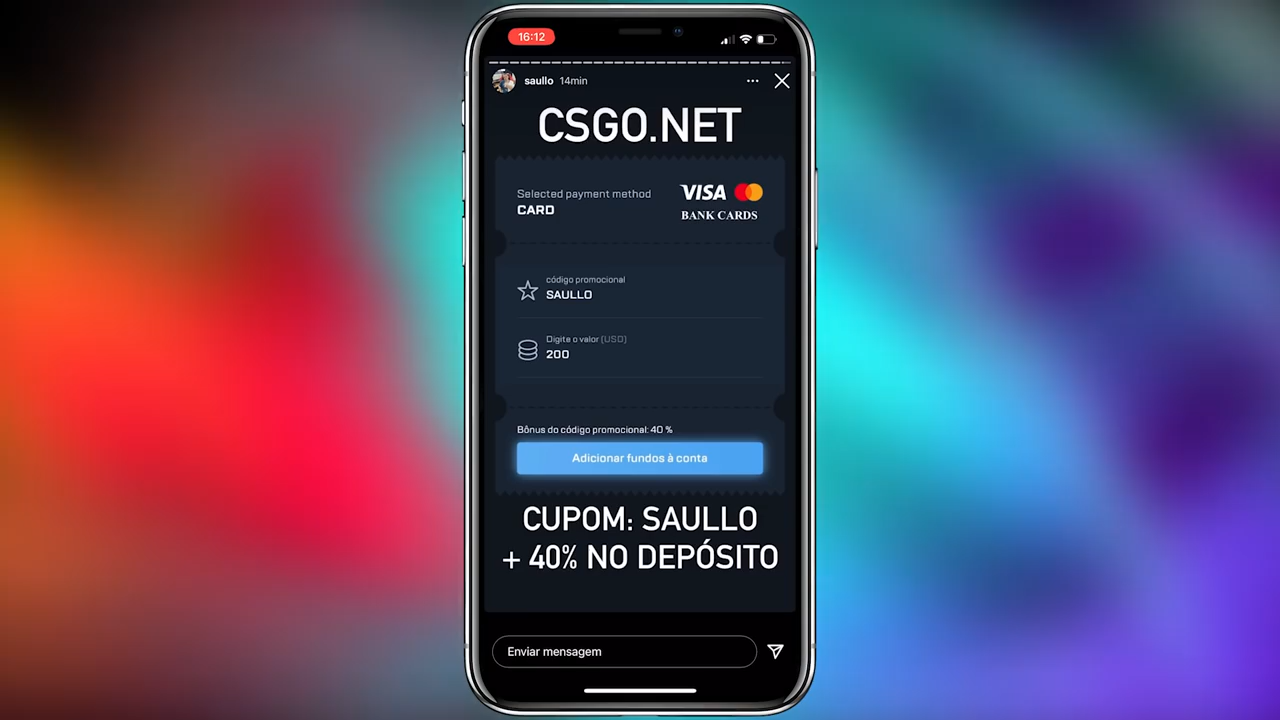 16:12
saullo 14min
CSGO.NET
Selected payment method
CARD
VISA
BANK CARDS
código promocional
SAULLO
Digite o valor (USD)
200
Bônus do código promocional: 40 %
Adicionar fundos à conta
CUPOM: SAULLO
+ 40% NO DEPÓSITO
Enviar mensagem